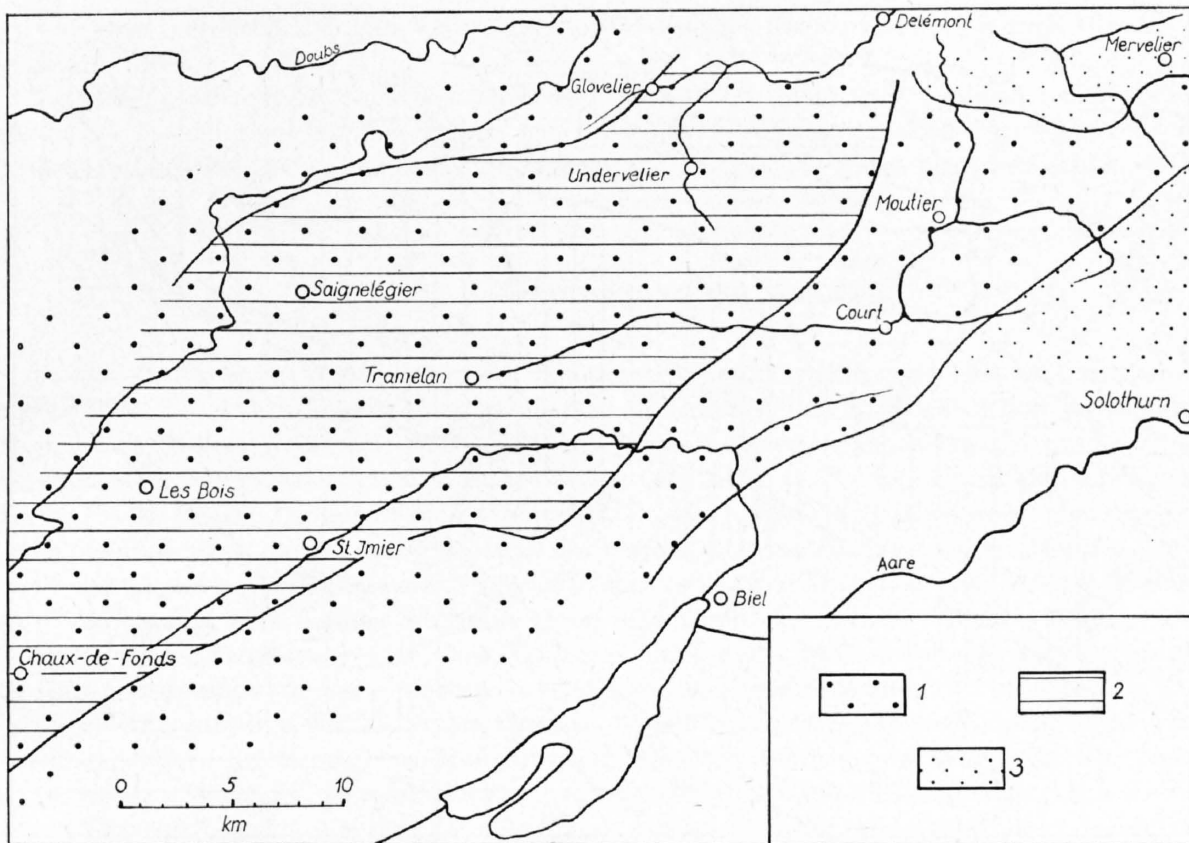 Delémont
Doubs
Mervelier
Glovelier
Undervelier
Moutier
Saignelégier
Court
Tramelan
Solothurn
Les Bois
St.Imier
Aare
Biel
Chaux-de-Fonds
1
2
3
0 5 10
km